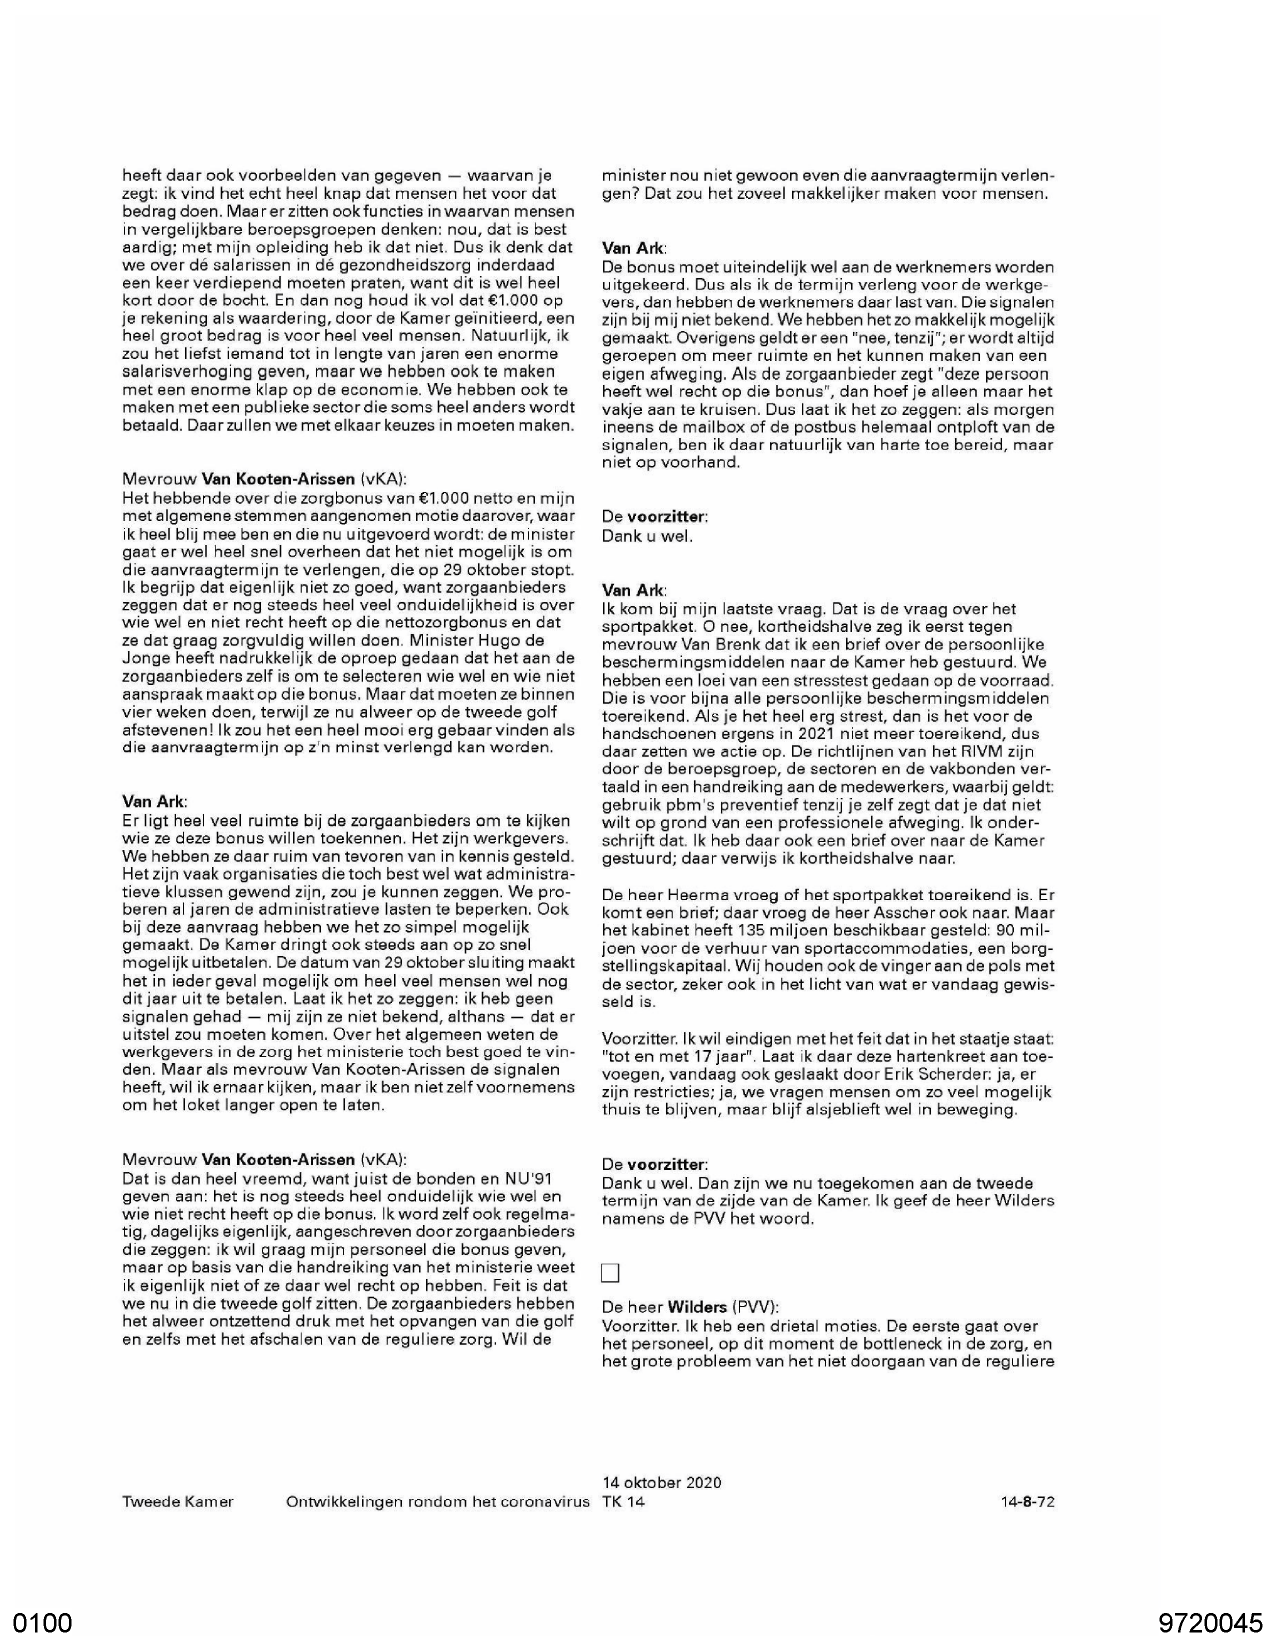 heeft daar ook voorbeelden van gegeven — waarvan je
zegt: ik vind het echt heel knap dat mensen het voor dat
bedrag doen. Maar er zitten ook functies in waarvan mensen
in vergelijkbare beroepsgroepen denken: nou, dat is best
aardig; met mijn opleiding heb ik dat niet. Dus ik denk dat
we over dé salarissen in dé gezondheidszorg inderdaad
een keer verdiepend moeten praten, want dit is wel heel
kort door de bocht. En dan nog houd ik vol dat €1.000 op
je rekening als waardering, door de Kamer geïnitieerd, een
heel groot bedrag is voor heel veel mensen. Natuurlijk, ik
zou het liefst iemand tot in lengte van jaren een enorme
salarisverhoging geven, maar we hebben ook te maken
met een enorme klap op de economie. We hebben ook te
maken met een publieke sector die soms heel anders wordt
betaald. Daar zullen we met elkaar keuzes in moeten maken.
Mevrouw Van Kooten-Arissen (vKA):
Het hebbende over die zorgbonus van €1.000 netto en mijn
met algemene stemmen aangenomen motie daarover, waar
ik heel blij mee ben en die nu uitgevoerd wordt: de minister
gaat er wel heel snel overheen dat het niet mogelijk is om
die aanvraagtermijn te verlengen, die op 29 oktober stopt.
Ik begrijp dat eigenlijk niet zo goed, want zorgaanbieders
zeggen dat er nog steeds heel veel onduidelijkheid is over
wie wel en niet recht heeft op die nettozorgbonus en dat
ze dat graag zorgvuldig willen doen. Minister Hugo de
Jonge heeft nadrukkelijk de oproep gedaan dat het aan de
zorgaanbieders zelf is om te selecteren wie wel en wie niet
aanspraak maakt op die bonus. Maar dat moeten ze binnen
vier weken doen, terwijl ze nu alweer op de tweede golf
afstevenen! Ik zou het een heel mooi erg gebaar vinden als
die aanvraagtermijn op z'n minst verlengd kan worden.
Van Ark:
Er ligt heel veel ruimte bij de zorgaanbieders om te kijken
wie ze deze bonus willen toekennen. Het zijn werkgevers.
We hebben ze daar ruim van tevoren van in kennis gesteld.
Het zijn vaak organisaties die toch best wel wat administra-
tieve klussen gewend zijn, zou je kunnen zeggen. We pro-
beren al jaren de administratieve lasten te beperken. Ook
bij deze aanvraag hebben we het zo simpel mogelijk
gemaakt. De Kamer dringt ook steeds aan op zo snel
mogelijk uitbetalen. De datum van 29 oktober sluiting maakt
het in ieder geval mogelijk om heel veel mensen wel nog
dit jaar uit te betalen. Laat ik het zo zeggen: ik heb geen
signalen gehad — mij zijn ze niet bekend, althans — dat er
uitstel zou moeten komen. Over het algemeen weten de
werkgevers in de zorg het ministerie toch best goed te vin-
den. Maar als mevrouw Van Kooten-Arissen de signalen
heeft, wil ik ernaar kijken, maar ik ben niet zelf voornemens
om het loket langer open te laten.
Mevrouw Van Kooten-Arissen (vKA):
Dat is dan heel vreemd, want juist de bonden en NU'91
geven aan: het is nog steeds heel onduidelijk wie wel en
wie niet recht heeft op die bonus. Ik word zelf ook regelma-
tig, dagelijks eigenlijk, aangeschreven door zorgaanbieders
die zeggen: ik wil graag mijn personeel die bonus geven,
maar op basis van die handreiking van het ministerie weet
ik eigenlijk niet of ze daar wel recht op hebben. Feit is dat
we nu in die tweede golf zitten. De zorgaanbieders hebben
het alweer ontzettend druk met het opvangen van die golf
en zelfs met het afschalen van de reguliere zorg. Wil de
minister nou niet gewoon even die aanvraagtermijn verlen-
gen? Dat zou het zoveel makkelijker maken voor mensen.
Van Ark:
De bonus moet uiteindelijk wel aan de werknemers worden
uitgekeerd. Dus als ik de termijn verleng voor de werkge-
vers, dan hebben de werknemers daar last van. Die signalen
zijn bij mij niet bekend. We hebben het zo makkelijk mogelijk
gemaakt. Overigens geldt er een "nee, tenzij"; er wordt altijd
geroepen om meer ruimte en het kunnen maken van een
eigen afweging. Als de zorgaanbieder zegt "deze persoon
heeft wel recht op die bonus", dan hoef je alleen maar het
vakje aan te kruisen. Dus laat ik het zo zeggen: als morgen
ineens de mailbox of de postbus helemaal ontploft van de
signalen, ben ik daar natuurlijk van harte toe bereid, maar
niet op voorhand.
De voorzitter:
Dank u wel.
Van Ark:
Ik kom bij mijn laatste vraag. Dat is de vraag over het
sportpakket. O nee, kortheidshalve zeg ik eerst tegen
mevrouw Van Brenk dat ik een brief over de persoonlijke
beschermingsmiddelen naar de Kamer heb gestuurd. We
hebben een loei van een stresstest gedaan op de voorraad.
Die is voor bijna alle persoonlijke beschermingsmiddelen
toereikend. Als je het heel erg strest, dan is het voor de
handschoenen ergens in 2021 niet meer toereikend, dus
daar zetten we actie op. De richtlijnen van het RIVM zijn
door de beroepsgroep, de sectoren en de vakbonden ver-
taald in een handreiking aan de medewerkers, waarbij geldt:
gebruik pbm's preventief tenzij je zelf zegt dat je dat niet
wilt op grond van een professionele afweging. Ik onder-
schrijft dat. Ik heb daar ook een brief over naar de Kamer
gestuurd; daar verwijs ik kortheidshalve naar.
De heer Heerma vroeg of het sportpakket toereikend is. Er
komt een brief; daar vroeg de heer Asscher ook naar. Maar
het kabinet heeft 135 miljoen beschikbaar gesteld: 90 mil-
joen voor de verhuur van sportaccommodaties, een borg-
stellingskapitaal. Wij houden ook de vinger aan de pols met
de sector, zeker ook in het licht van wat er vandaag gewis-
seld is.
Voorzitter. Ik wil eindigen met het feit dat in het staatje staat:
"tot en met 17 jaar". Laat ik daar deze hartenkreet aan toe-
voegen, vandaag ook geslaakt door Erik Scherder: ja, er
zijn restricties; ja, we vragen mensen om zo veel mogelijk
thuis te blijven, maar blijf alsjeblieft wel in beweging.
De voorzitter:
Dank u wel. Dan zijn we nu toegekomen aan de tweede
termijn van de zijde van de Kamer. Ik geef de heer Wilders
namens de PVV het woord.
De heer Wilders (PVV):
Voorzitter. Ik heb een drietal moties. De eerste gaat over
het personeel, op dit moment de bottleneck in de zorg, en
het grote probleem van het niet doorgaan van de reguliere
14 oktober 2020
Tweede Kamer Ontwikkelingen rondom het coronavirus TK 14 14-8-72
0100 9720045